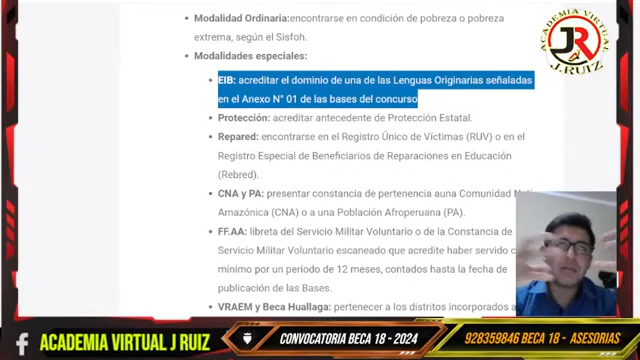 Modalidad Ordinaria:encontrarse en condición de pobreza o pobreza
extrema, según el Sisfoh.
Modalidades especiales:
EIB: acreditar el dominio de una de las Lenguas Originarias señaladas
en el Anexo N° 01 de las bases del concurso
Protección: acreditar antecedente de Protección Estatal.
Repared: encontrarse en el Registro Único de Víctimas (RUV) o en el
Registro Especial de Beneficiarios de Reparaciones en Educación
(Rebred).
CNA y PA: presentar constancia de pertenencia auna Comunidad
Amazónica (CNA) o a una Población Afroperuana (PA).
FF.AA: libreta del Servicio Militar Voluntario o de la Constancia de
Servicio Militar Voluntario escaneado que acredite haber servido
mínimo por un período de 12 meses, contados hasta la fecha de
publicación de las Bases.
VRAEM y Beca Huallaga: pertenecer a los distritos incorporados
ACADEMIA VIRTUAL
JR
J.RUIZ
f ACADEMIA VIRTUAL J RUIZ
CONVOCATORIA BECA 18 - 2024
928359846 BECA 18 - ASESORIAS